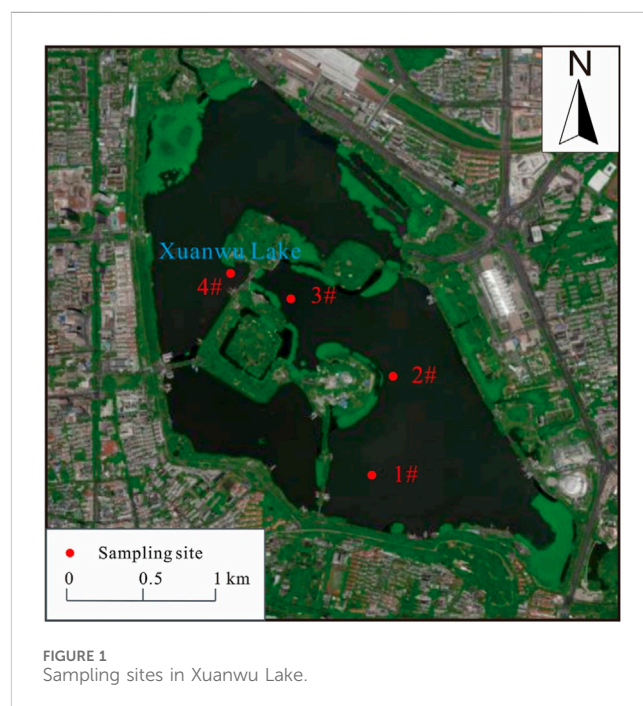 N
Xuanwu Lake
4#
3#
2#
1#
Sampling site
0 0.5 1 km
FIGURE 1
Sampling sites in Xuanwu Lake.